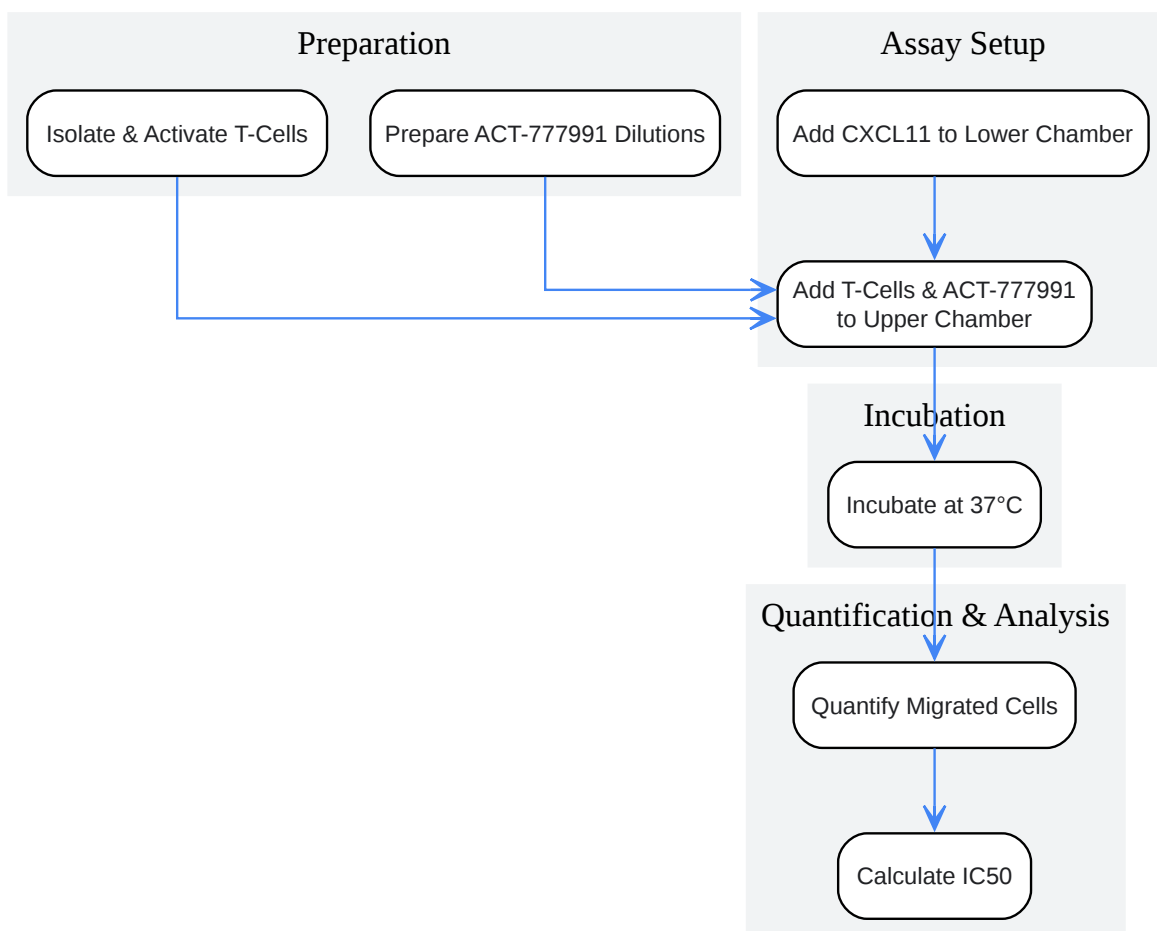 Preparation
Assay Setup
Isolate & Activate T-Cells
Prepare ACT-777991 Dilutions
Add CXCL11 to Lower Chamber
Add T-Cells & ACT-777991
to Upper Chamber
Incubation
Incubate at 37°C
Quantification & Analysis
Quantify Migrated Cells
Calculate IC50